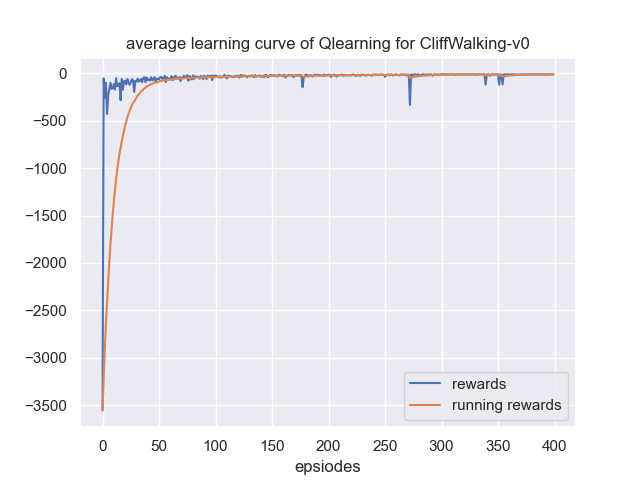 average learning curve of Qlearning for CliffWalking-v0
0
−500
−1000
−1500
−2000
−2500
−3000
−3500
rewards
running rewards
0 50 100 150 200 250 300 350 400
epsiodes